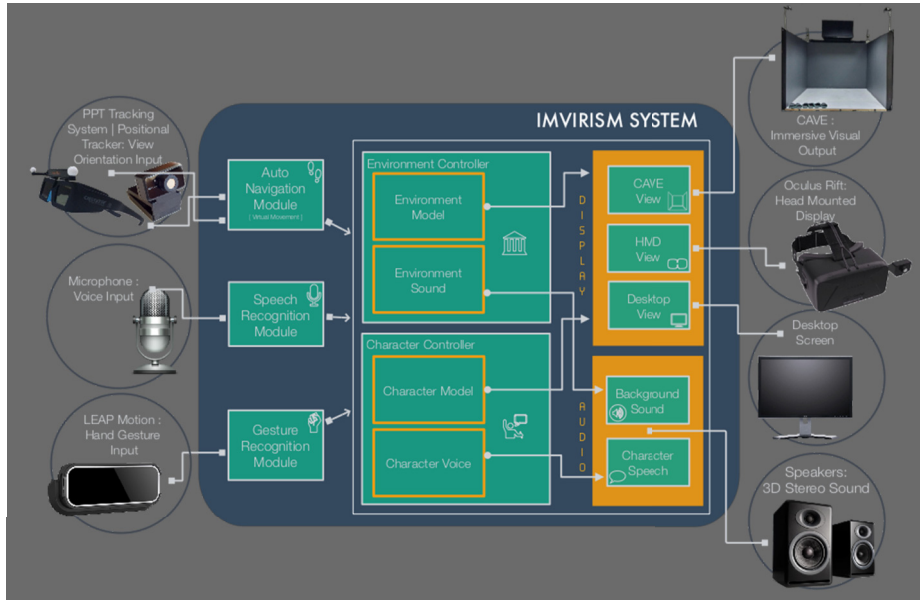 IMVIRISM SYSTEM
PPT Tracking
System | Positional
Tracker: View
Orientation Input
Microphone :
Voice Input
LEAP Motion :
Hand Gesture
Input
Auto
Navigation
Module
[ Virtual Movement ]
Speech
Recognition
Module
Gesture
Recognition
Module
Environment Controller
Environment
Model
Environment
Sound
Character Controller
Character Model
Character Voice
DISPLAY
CAVE
View
HMD
View
Desktop
View
AUDIO
Background
Sound
Character
Speech
CAVE :
Immersive Visual
Output
Oculus Rift:
Head Mounted
Display
Desktop
Screen
Speakers:
3D Stereo Sound